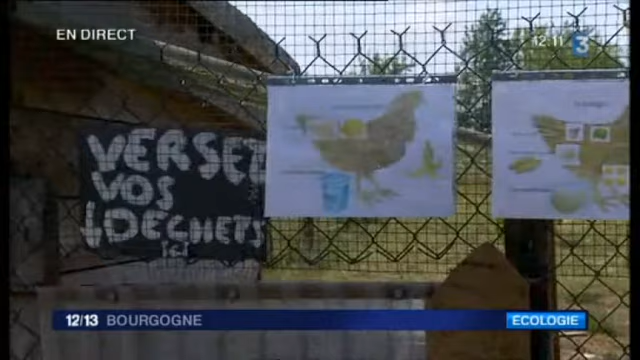 EN DIRECT
12:11 3
VERSEZ
VOS
DECHETS
ICI
12/13 BOURGOGNE
ECOLOGIE